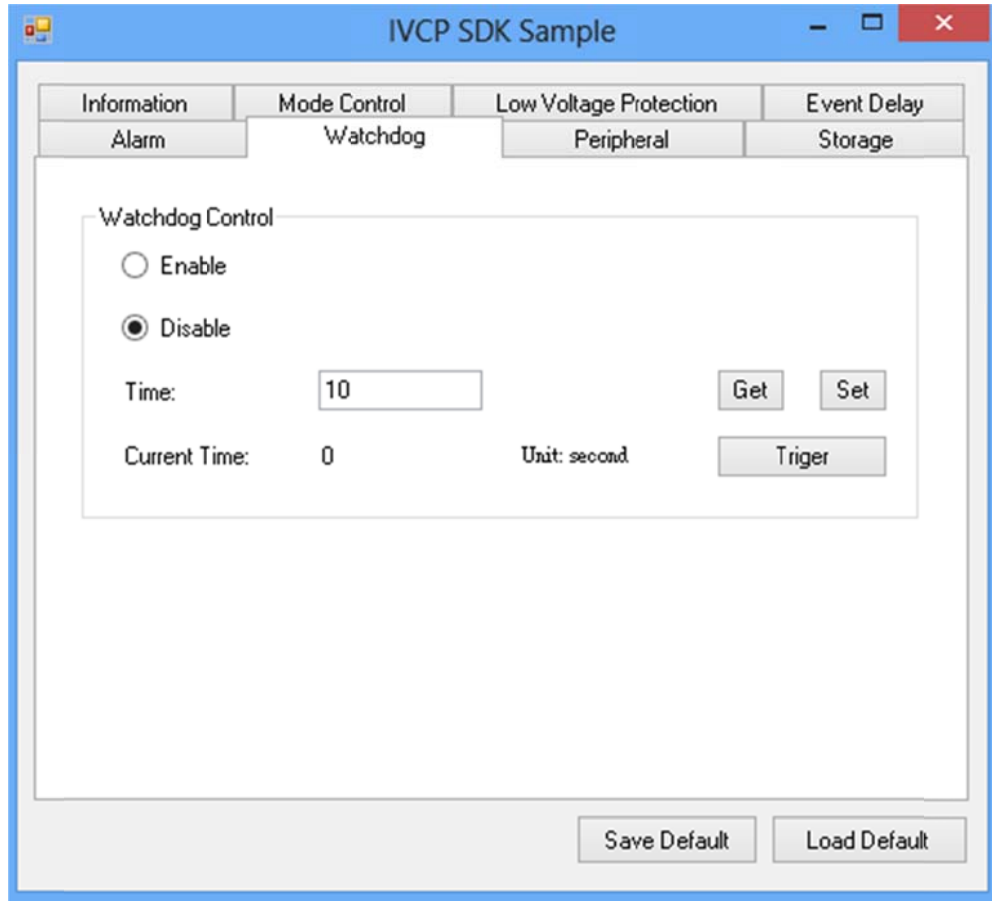 IVCP SDK Sample
Information Mode Control Low Voltage Protection Event Delay
Alarm Watchdog Peripheral Storage
Watchdog Control
Enable
Disable
Time: 10 Get Set
Current Time: 0 Unit: second Triger
Save Default Load Default